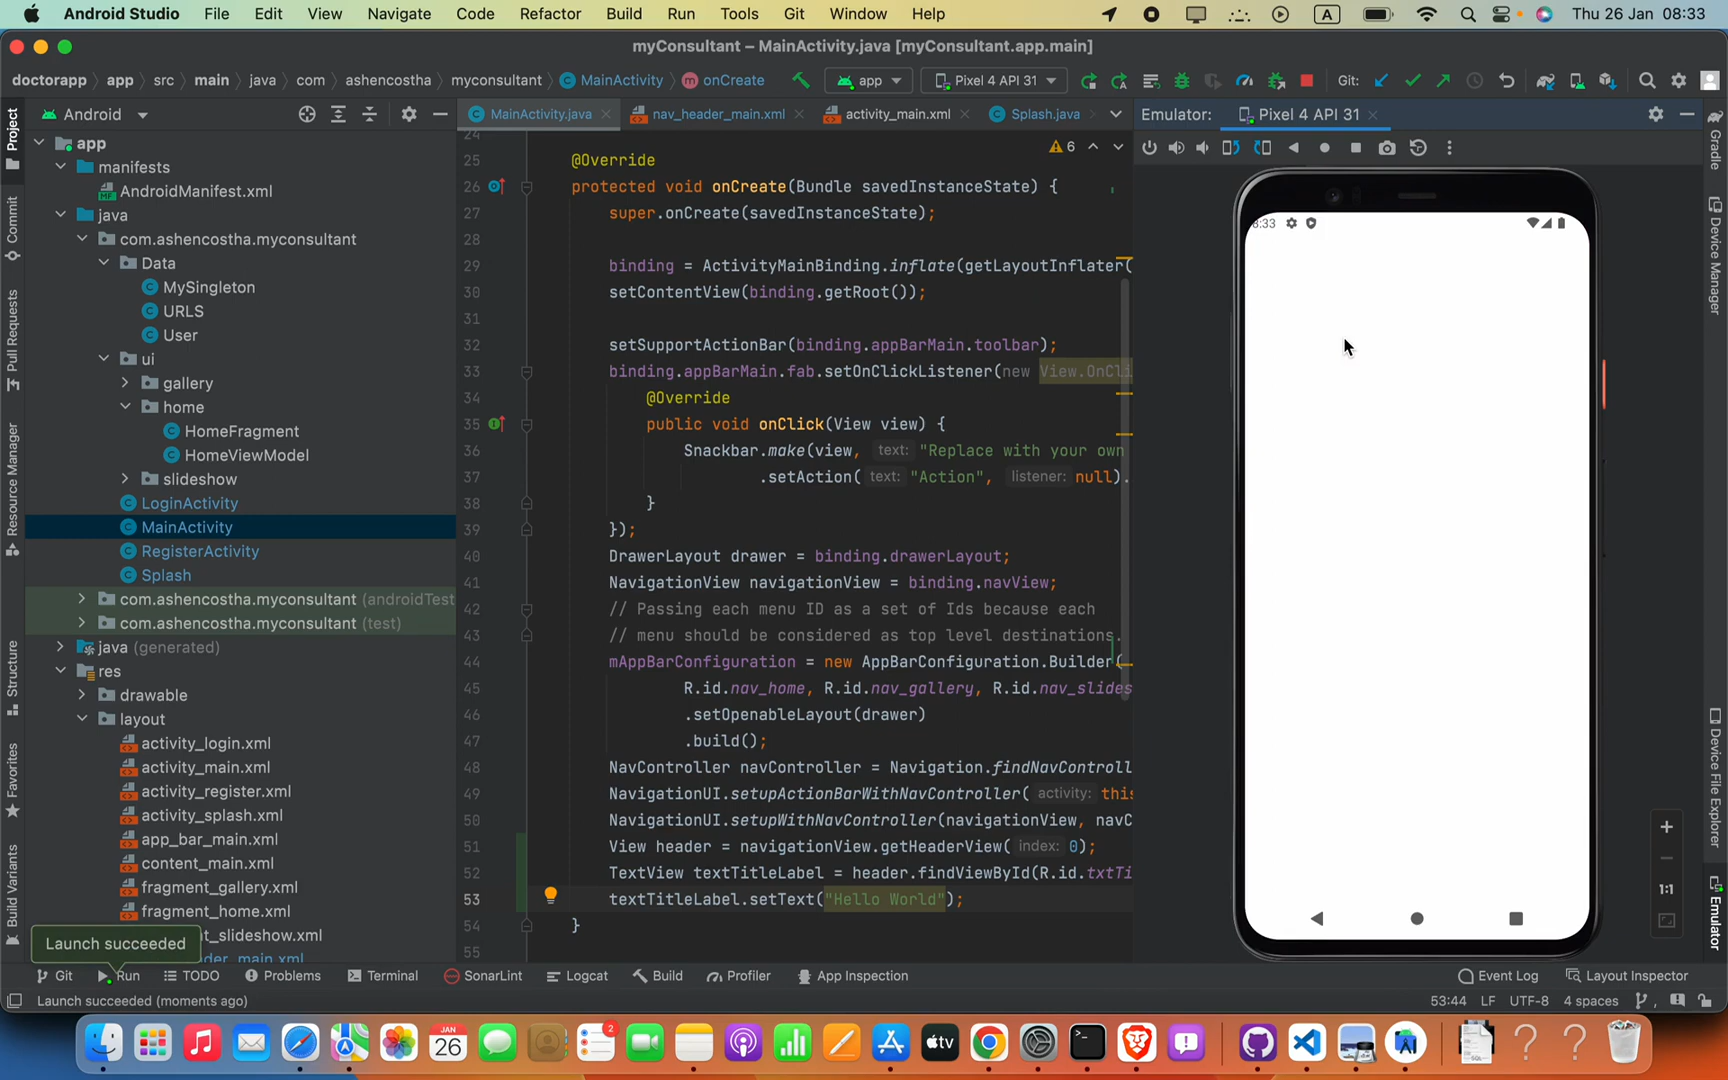 Android Studio File Edit View Navigate Code Refactor Build Run Tools Git Window Help A Thu 26 Jan 08:33
myConsultant – MainActivity.java [myConsultant.app.main]
doctorapp app src main java com ashencostha myconsultant MainActivity onCreate app Pixel 4 API 31 Git:
Android MainActivity.java nav_header_main.xml activity_main.xml Splash.java Emulator: Pixel 4 API 31
Project
Commit
Pull Requests
Resource Manager
Structure
Favorites
Build Variants
app
manifests
AndroidManifest.xml
java
com.ashencostha.myconsultant
Data
MySingleton
URLS
User
ui
gallery
home
HomeFragment
HomeViewModel
slideshow
LoginActivity
MainActivity
RegisterActivity
Splash
com.ashencostha.myconsultant (androidTest
com.ashencostha.myconsultant (test)
java (generated)
res
drawable
layout
activity_login.xml
activity_main.xml
activity_register.xml
activity_splash.xml
app_bar_main.xml
content_main.xml
fragment_gallery.xml
fragment_home.xml
t_slideshow.xml
Launch succeeded
6
24
25 @Override
26 protected void onCreate(Bundle savedInstanceState) {
27 super.onCreate(savedInstanceState);
28
29 binding = ActivityMainBinding.inflate(getLayoutInflater(
30 setContentView(binding.getRoot());
31
32 setSupportActionBar(binding.appBarMain.toolbar);
33 binding.appBarMain.fab.setOnClickListener(new View.OnCli
34 @Override
35 public void onClick(View view) {
36 Snackbar.make(view, text: "Replace with your own
37 .setAction( text: "Action", listener: null).
38 }
39 });
40 DrawerLayout drawer = binding.drawerLayout;
41 NavigationView navigationView = binding.navView;
42 // Passing each menu ID as a set of Ids because each
43 // menu should be considered as top level destinations.
44 mAppBarConfiguration = new AppBarConfiguration.Builder(
45 R.id.nav_home, R.id.nav_gallery, R.id.nav_slides
46 .setOpenableLayout(drawer)
47 .build();
48 NavController navController = Navigation.findNavControll
49 NavigationUI.setupActionBarWithNavController( activity: this
50 NavigationUI.setupWithNavController(navigationView, navC
51 View header = navigationView.getHeaderView( index: 0);
52 TextView textTitleLabel = header.findViewById(R.id.txtTi
53 textTitleLabel.setText("Hello World");
54 }
55
8:33
1:1
Gradle
Device Manager
Device File Explorer
Emulator
Git Run TODO Problems Terminal SonarLint Logcat Build Profiler App Inspection Event Log Layout Inspector
Launch succeeded (moments ago) 53:44 LF UTF-8 4 spaces
JAN
26
2
tv
SQL